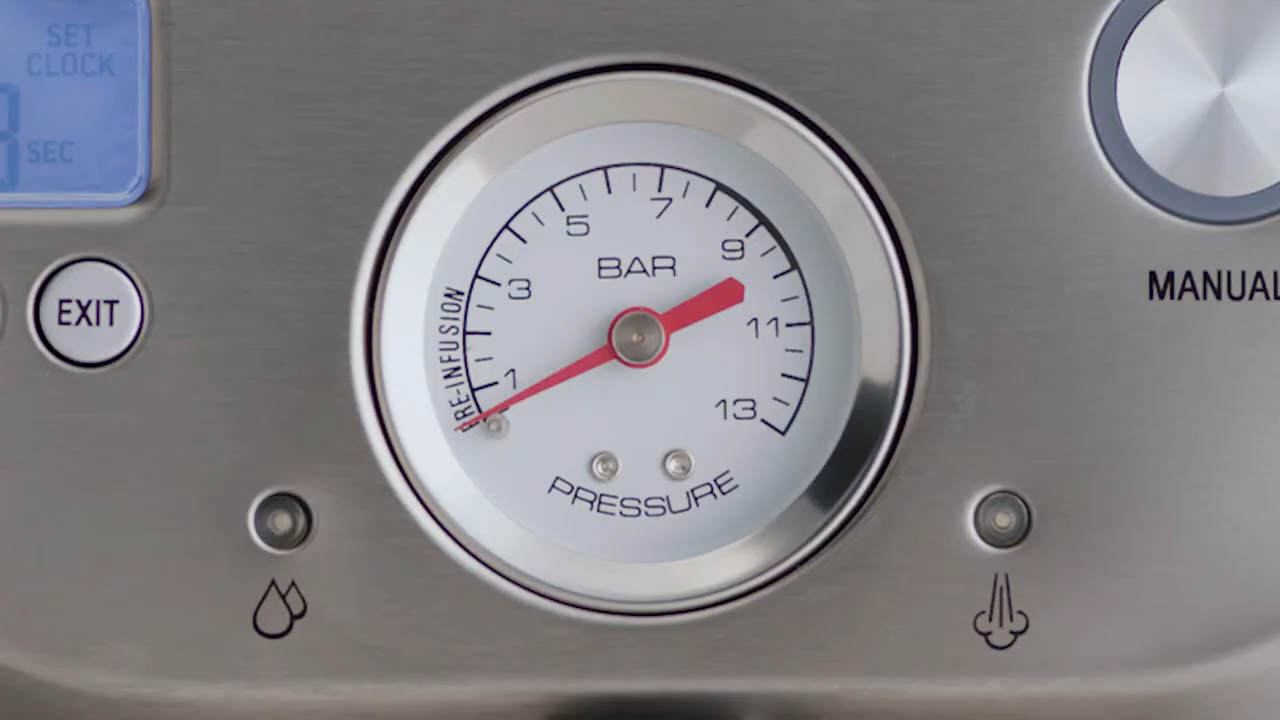 SET
CLOCK
SEC
EXIT
MANUAL
BAR
1
3
5
7
9
11
13
PRE-INFUSION
PRESSURE